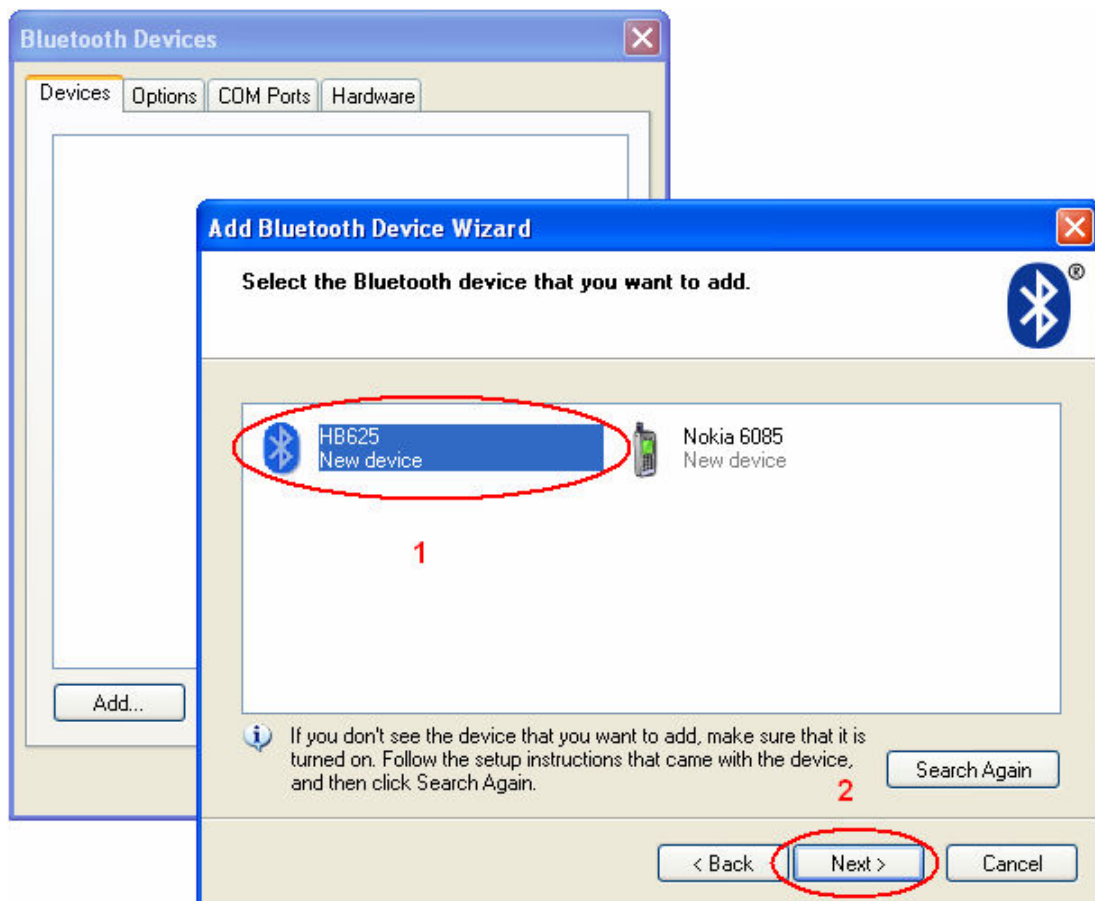 Bluetooth Devices
Devices Options COM Ports Hardware
Add Bluetooth Device Wizard
Select the Bluetooth device that you want to add.
®
HB625
New device
Nokia 6085
New device
1
Add...
If you don't see the device that you want to add, make sure that it is
turned on. Follow the setup instructions that came with the device,
and then click Search Again.
Search Again
2
< Back Next > Cancel